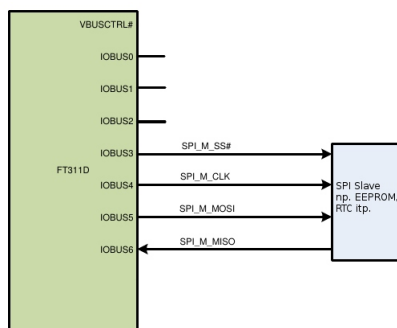 VBUSCTRL#
IOBUS0
IOBUS1
IOBUS2
IOBUS3
SPI_M_SS#
FT311D
IOBUS4
SPI_M_CLK
SPI Slave
np. EEPROM,
RTC itp.
IOBUS5
SPI_M_MOSI
IOBUS6
SPI_M_MISO